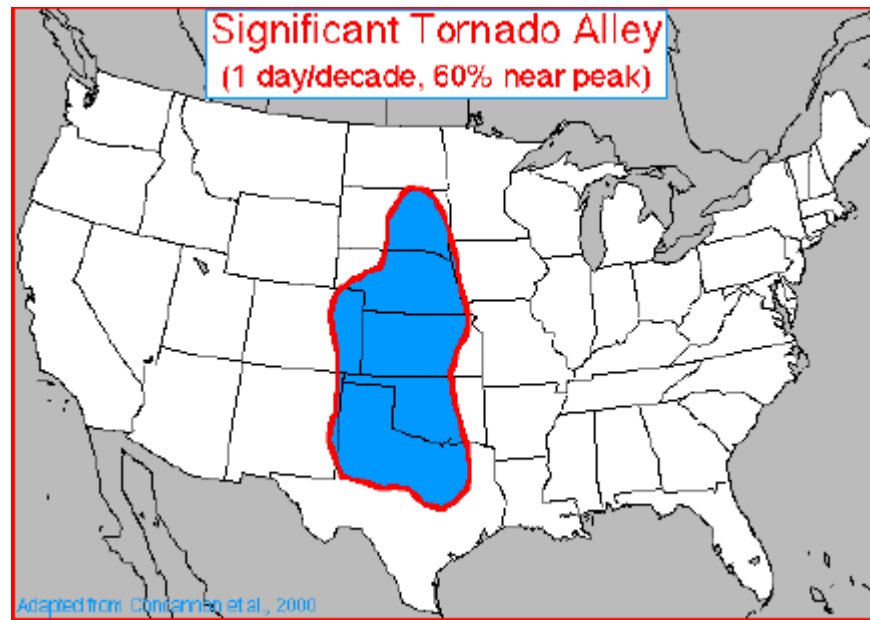 Significant Tornado Alley
(1 day/decade, 60% near peak)
Adapted from Concannon et al., 2000